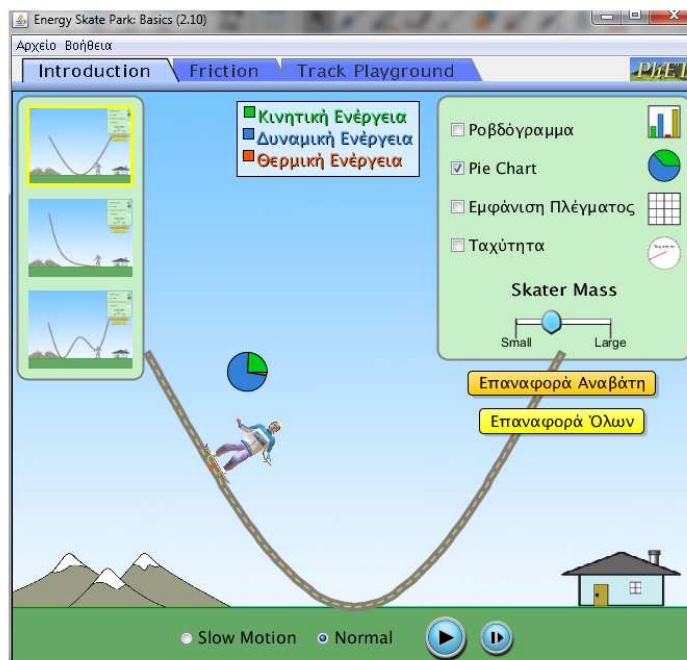 Energy Skate Park: Basics (2.10)
Αρχείο Βοήθεια
Introduction Friction Track Playground
PhET
Κινητική Ενέργεια
Δυναμική Ενέργεια
Θερμική Ενέργεια
Ροβδόγραμμα
Pie Chart
Εμφάνιση Πλέγματος
Ταχύτητα
Skater Mass
Small Large
Επαναφορά Αναβάτη
Επαναφορά Όλων
Slow Motion Normal